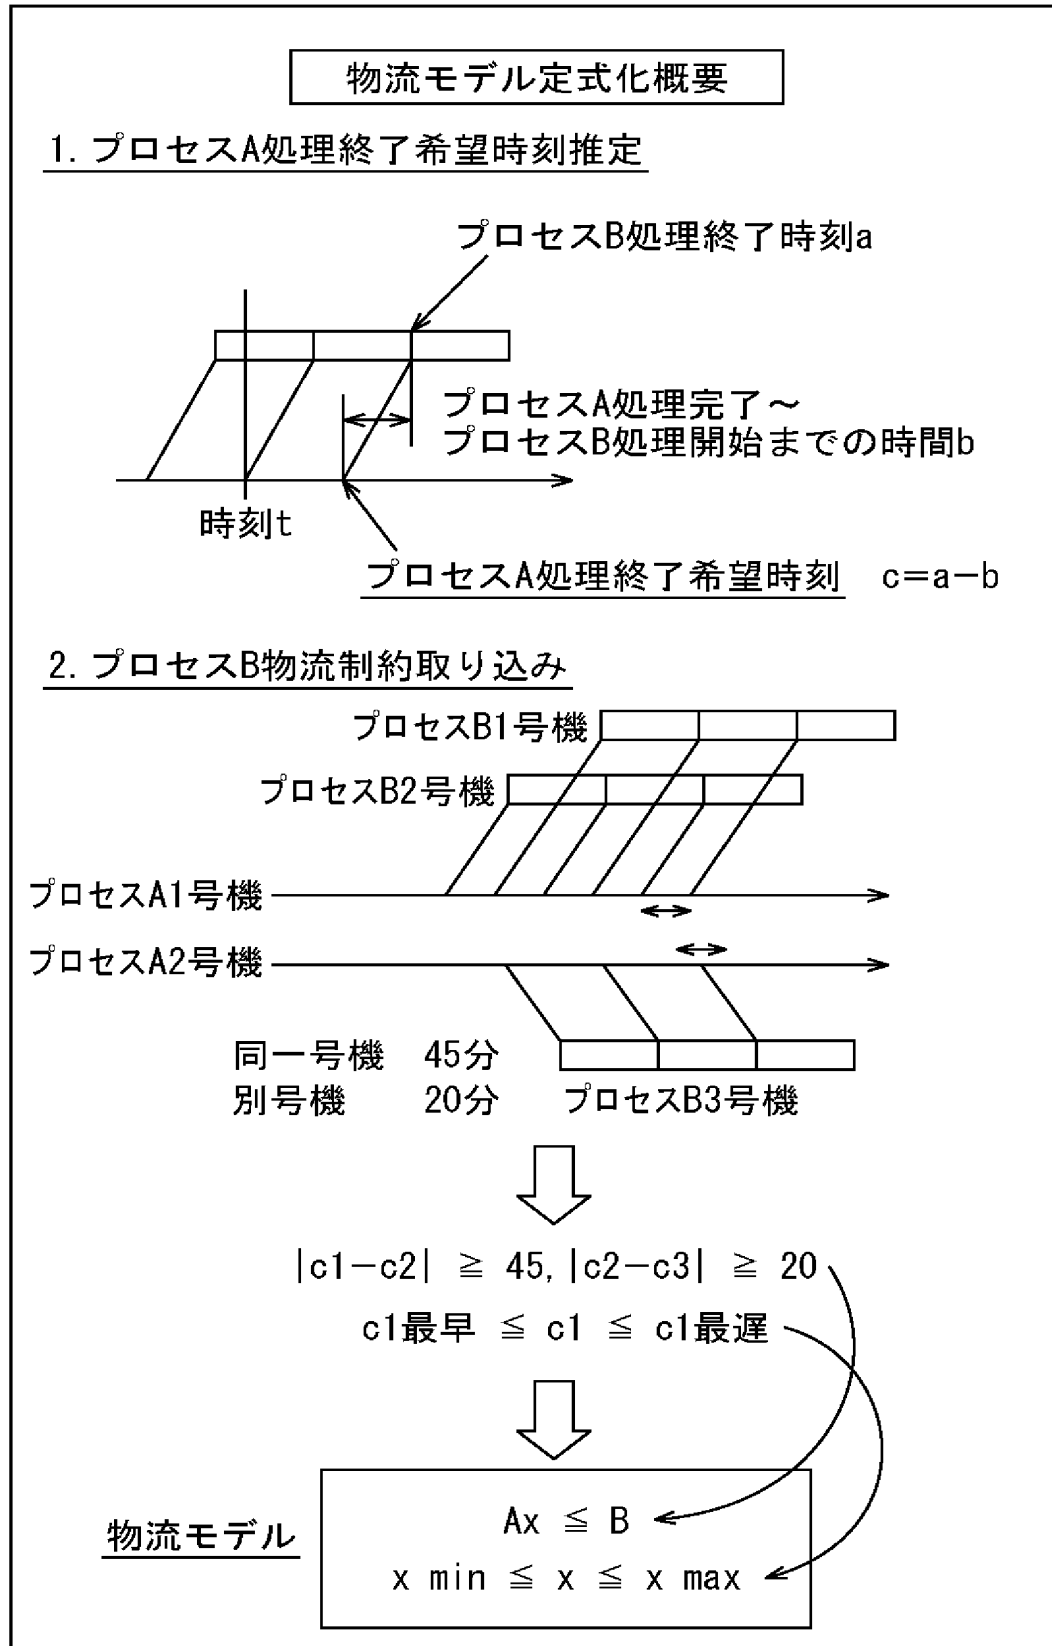 物流モデル定式化概要
1. プロセスA処理終了希望時刻推定
プロセスB処理終了時刻a
プロセスA処理完了～
プロセスB処理開始までの時間b
時刻t
プロセスA処理終了希望時刻 c=a−b
2. プロセスB物流制約取り込み
プロセスB1号機
プロセスB2号機
プロセスA1号機
プロセスA2号機
同一号機 45分
別号機 20分 プロセスB3号機
|c1−c2| ≧ 45, |c2−c3| ≧ 20
c1最早 ≦ c1 ≦ c1最遅
物流モデル
Ax ≦ B
x min ≦ x ≦ x max